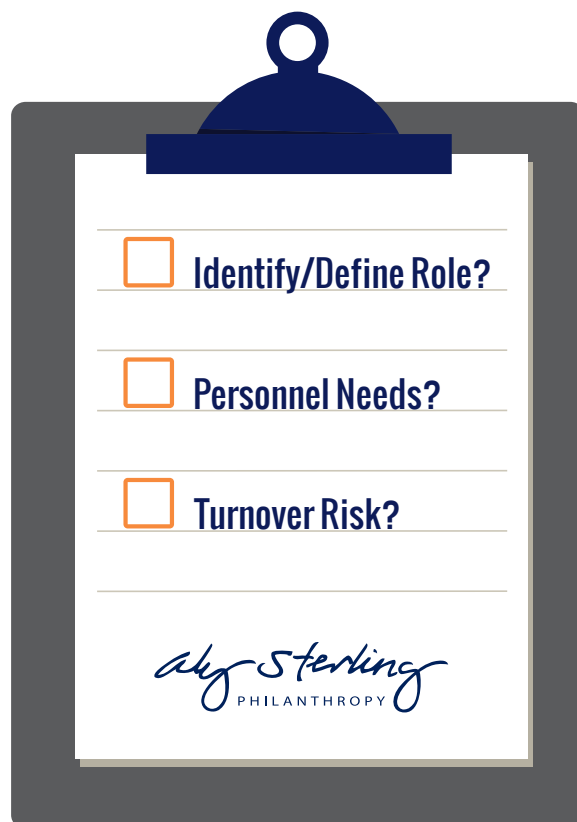 Identify/Define Role?
Personnel Needs?
Turnover Risk?
aly sterling
PHILANTHROPY